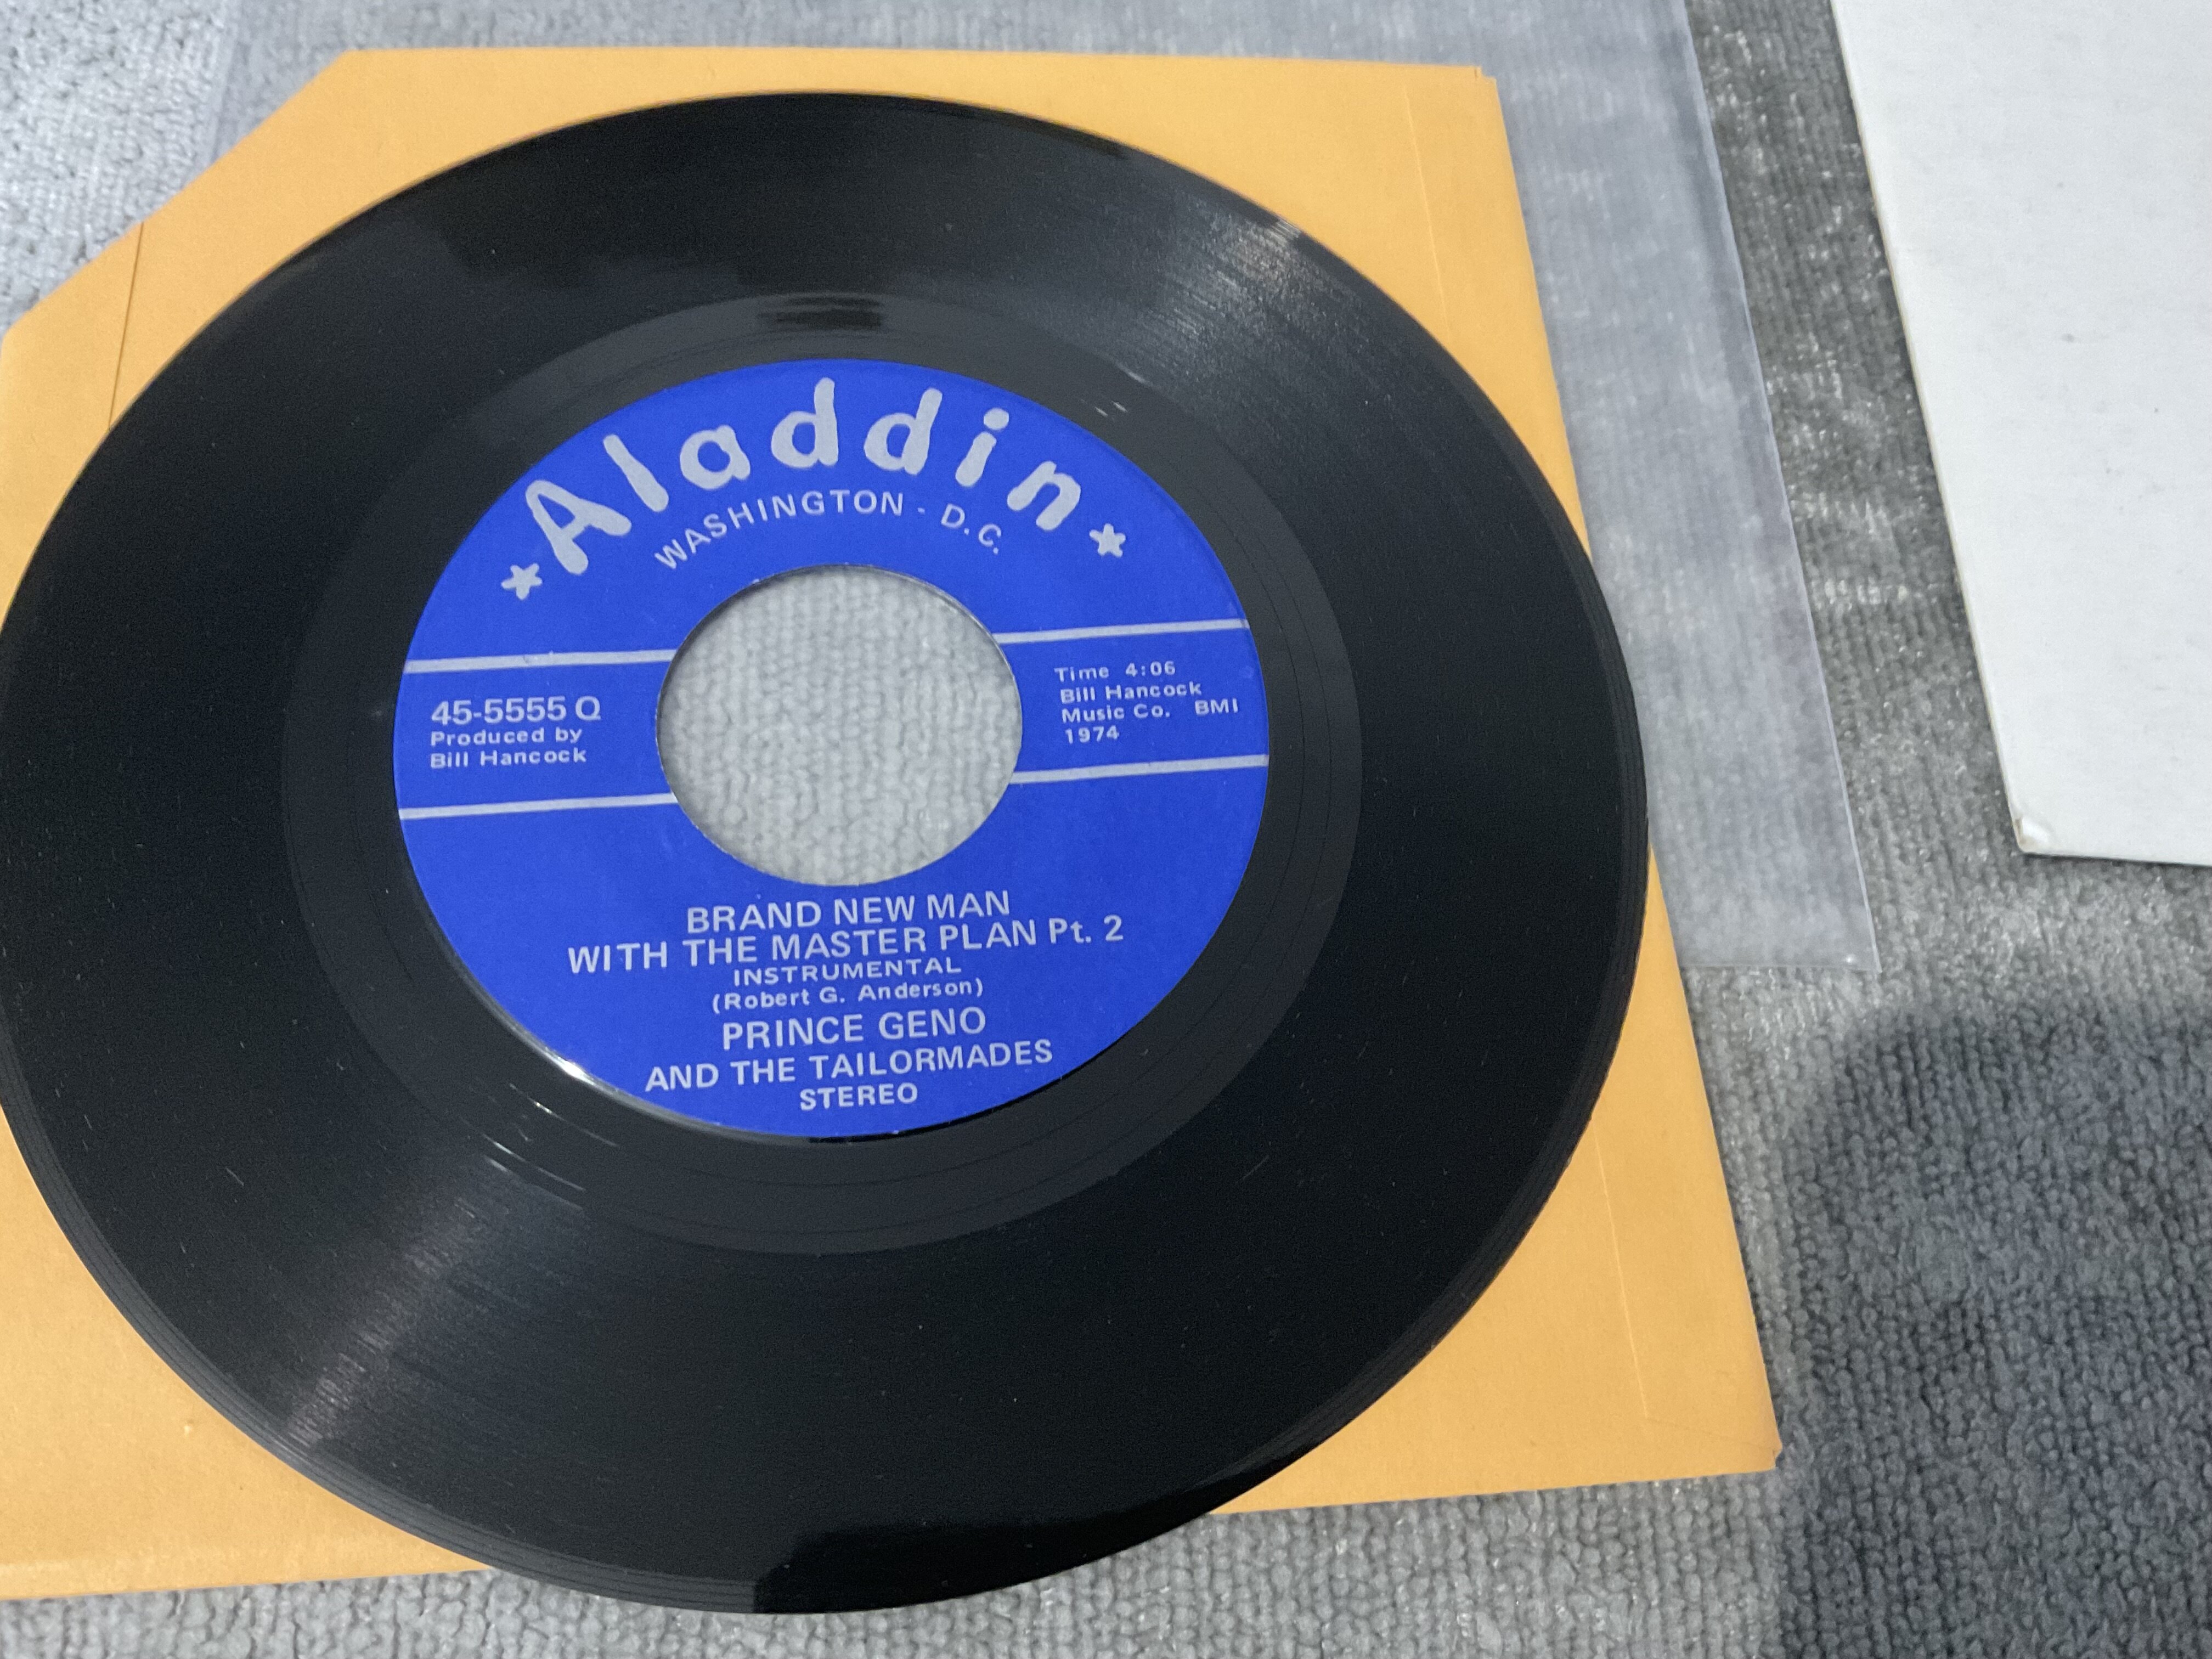 Aladdin
WASHINGTON - D.C.
45-5555 Q
Produced by
Bill Hancock
Time 4:06
Bill Hancock
Music Co. BMI
1974
BRAND NEW MAN
WITH THE MASTER PLAN Pt. 2
INSTRUMENTAL
(Robert G. Anderson)
PRINCE GENO
AND THE TAILORMADES
STEREO